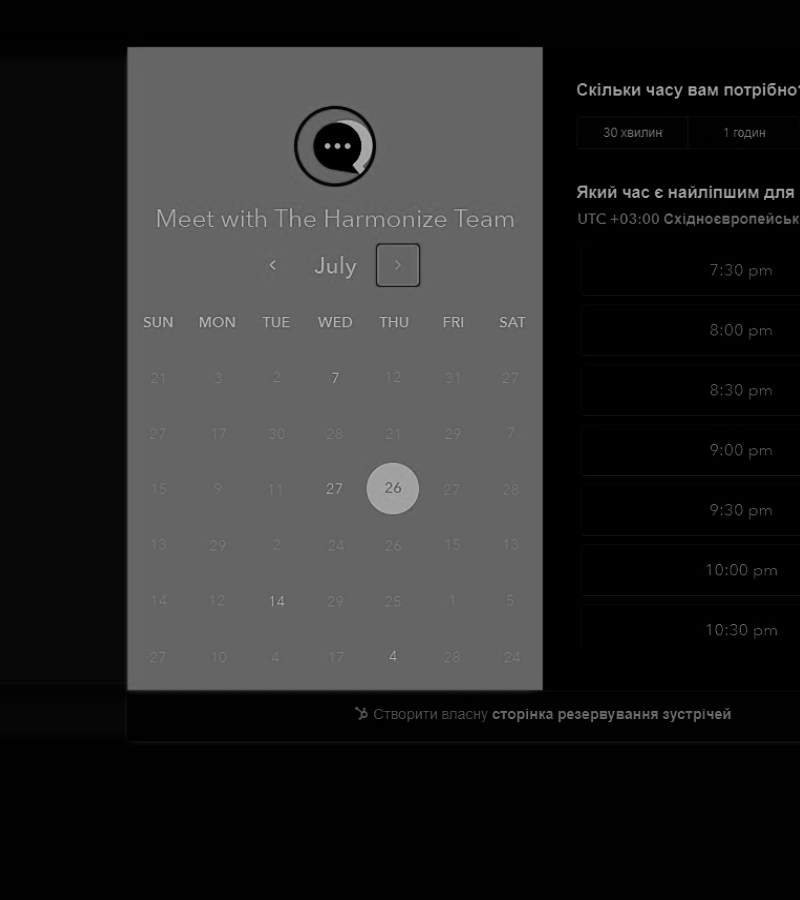 Meet with The Harmonize Team
July
SUN MON TUE WED THU FRI SAT
21 3 2 7 12 31 27
27 17 30 28 21 29 7
15 9 11 27 26 27 28
13 29 2 24 26 15 13
14 12 14 29 25 1 5
27 10 4 17 4 28 24
Скільки часу вам потрібно?
30 хвилин 1 годин
Який час є найліпшим для
UTC +03:00 Східноєвропейськ
7:30 pm
8:00 pm
8:30 pm
9:00 pm
9:30 pm
10:00 pm
10:30 pm
Створити власну сторінка резервування зустрічей